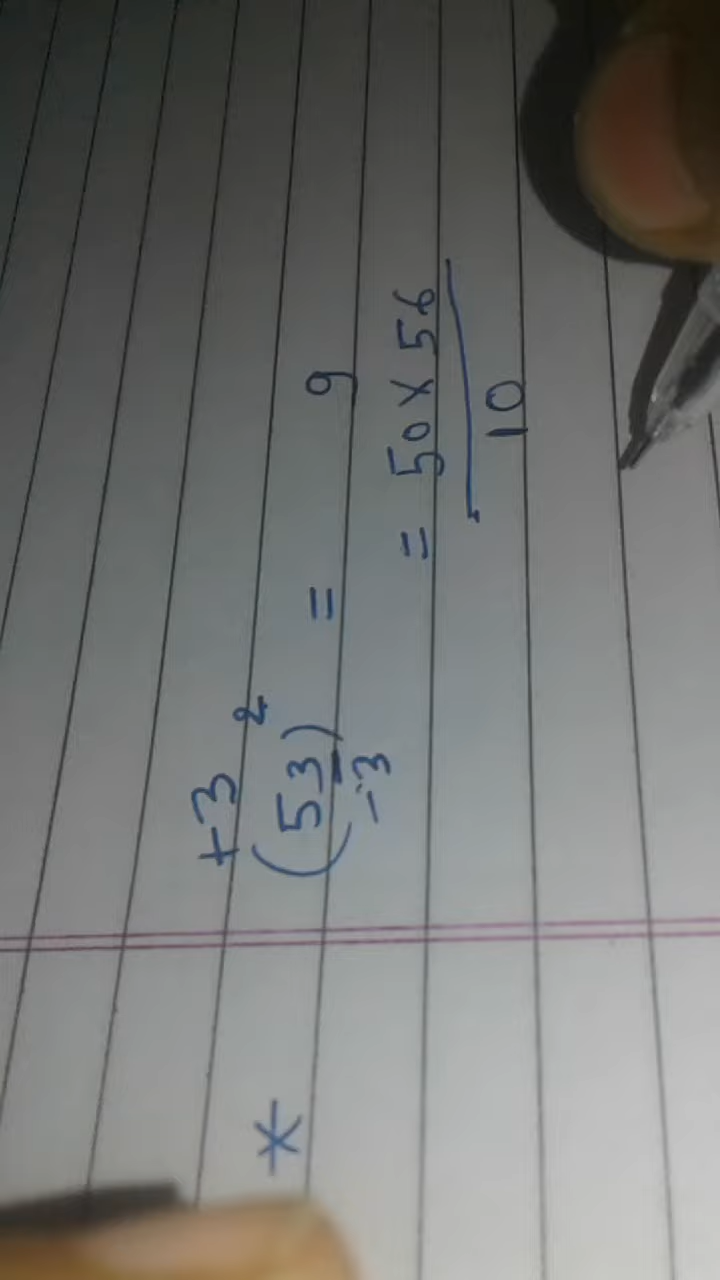 +3
* (53)² = 9
-3
= 50 × 56
10